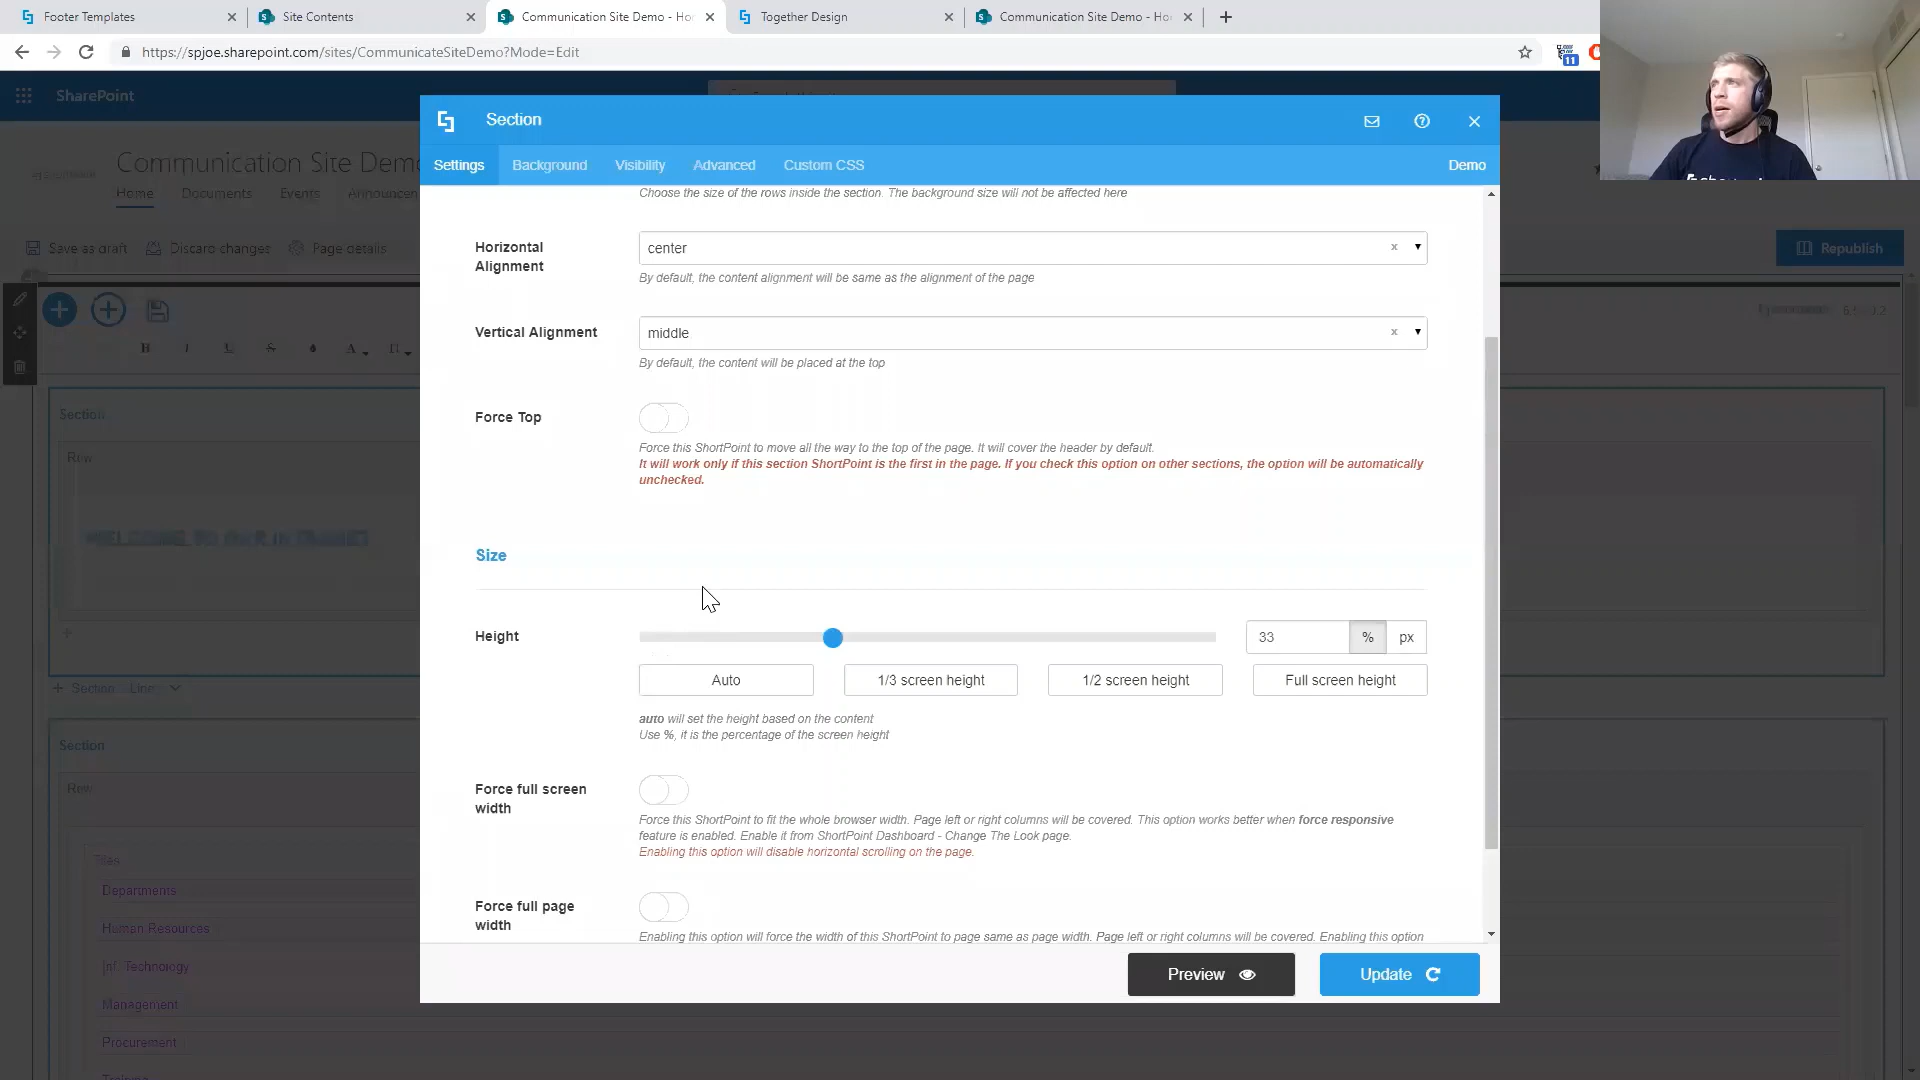 Footer Templates
Site Contents
Communication Site Demo - Ho
Together Design
Communication Site Demo - Ho
https://spjoe.sharepoint.com/sites/CommunicateSiteDemo?Mode=Edit
11
SharePoint
Communication Site Demo
Home Documents Events Announcen
Save as draft Discard changes Page details
Republish
Section
Settings Background Visibility Advanced Custom CSS Demo
Choose the size of the rows inside the section. The background size will not be affected here
Horizontal Alignment
center x
By default, the content alignment will be same as the alignment of the page
Vertical Alignment
middle x
By default, the content will be placed at the top
Force Top
Force this ShortPoint to move all the way to the top of the page. It will cover the header by default.
It will work only if this section ShortPoint is the first in the page. If you check this option on other sections, the option will be automatically
unchecked.
Size
Height
33 % px
Auto 1/3 screen height 1/2 screen height Full screen height
auto will set the height based on the content
Use %, it is the percentage of the screen height
Force full screen width
Force this ShortPoint to fit the whole browser width. Page left or right columns will be covered. This option works better when force responsive
feature is enabled. Enable it from ShortPoint Dashboard - Change The Look page.
Enabling this option will disable horizontal scrolling on the page.
Force full page width
Enabling this option will force the width of this ShortPoint to page same as page width. Page left or right columns will be covered. Enabling this option
Preview
Update
Section
Row
+ Section Line
Section
Row
Tiles
Departments
Human Resources
Inf. Technology
Management
Procurement
Training